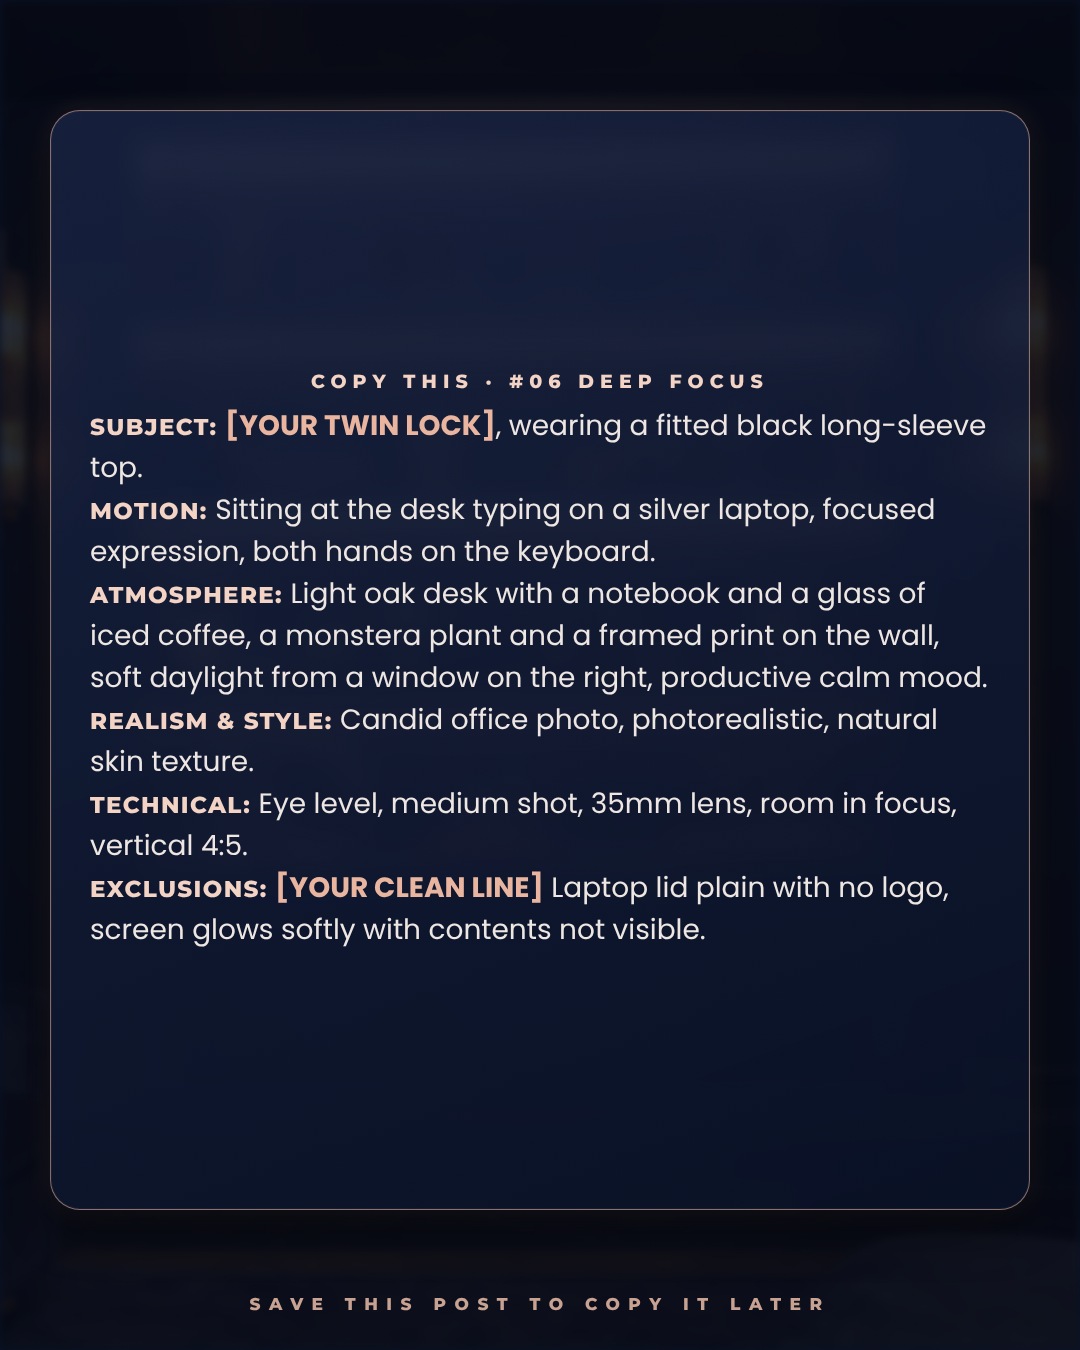 COPY THIS · #06 DEEP FOCUS
SUBJECT: [YOUR TWIN LOCK], wearing a fitted black long-sleeve
top.
MOTION: Sitting at the desk typing on a silver laptop, focused
expression, both hands on the keyboard.
ATMOSPHERE: Light oak desk with a notebook and a glass of
iced coffee, a monstera plant and a framed print on the wall,
soft daylight from a window on the right, productive calm mood.
REALISM & STYLE: Candid office photo, photorealistic, natural
skin texture.
TECHNICAL: Eye level, medium shot, 35mm lens, room in focus,
vertical 4:5.
EXCLUSIONS: [YOUR CLEAN LINE] Laptop lid plain with no logo,
screen glows softly with contents not visible.
SAVE THIS POST TO COPY IT LATER